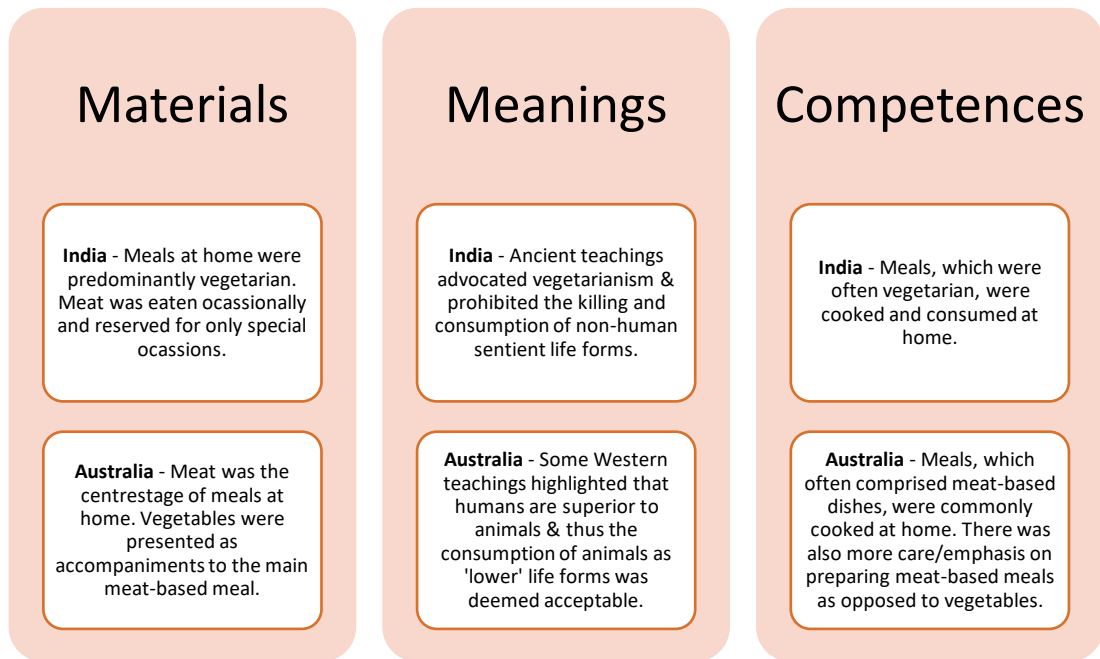 Materials
India - Meals at home were
predominantly vegetarian.
Meat was eaten ocassionally
and reserved for only special
ocassions.
Australia - Meat was the
centrestage of meals at
home. Vegetables were
presented as
accompaniments to the main
meat-based meal.
Meanings
India - Ancient teachings
advocated vegetarianism &
prohibited the killing and
consumption of non-human
sentient life forms.
Australia - Some Western
teachings highlighted that
humans are superior to
animals & thus the
consumption of animals as
'lower' life forms was
deemed acceptable.
Competences
India - Meals, which were
often vegetarian, were
cooked and consumed at
home.
Australia - Meals, which
often comprised meat-based
dishes, were commonly
cooked at home. There was
also more care/emphasis on
preparing meat-based meals
as opposed to vegetables.